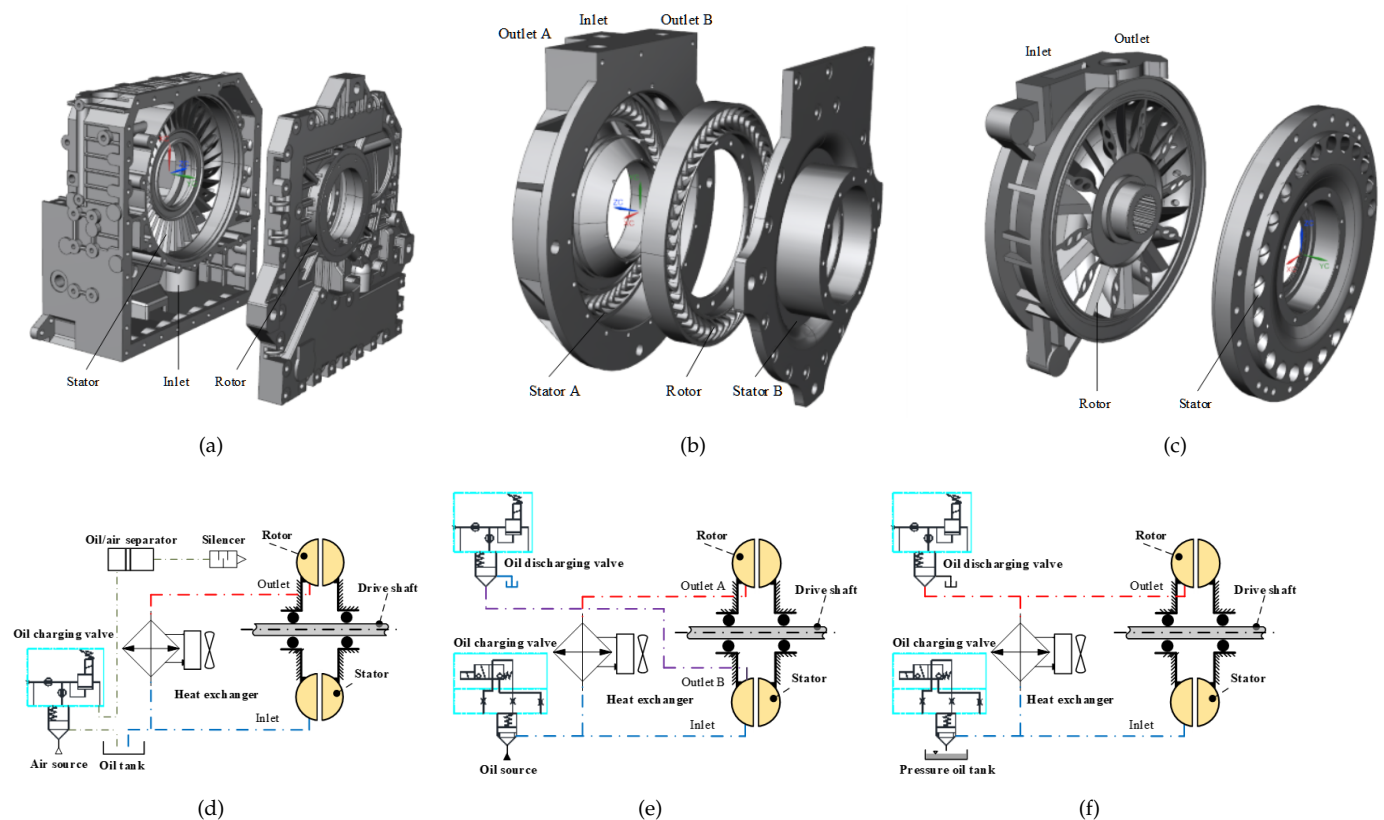 Inlet
Outlet A
Outlet B
Inlet
Outlet
Stator
Inlet
Rotor
Stator A
Rotor
Stator B
Rotor
Stator
(a)
(b)
(c)
Oil/air separator
Silencer
Rotor
Outlet
Drive shaft
Oil charging valve
Heat exchanger
Stator
Inlet
Air source
Oil tank
(d)
Oil discharging valve
Rotor
Outlet A
Drive shaft
Oil charging valve
Outlet B
Heat exchanger
Stator
Inlet
Oil source
(e)
Oil discharging valve
Rotor
Outlet
Drive shaft
Oil charging valve
Heat exchanger
Stator
Inlet
Pressure oil tank
(f)